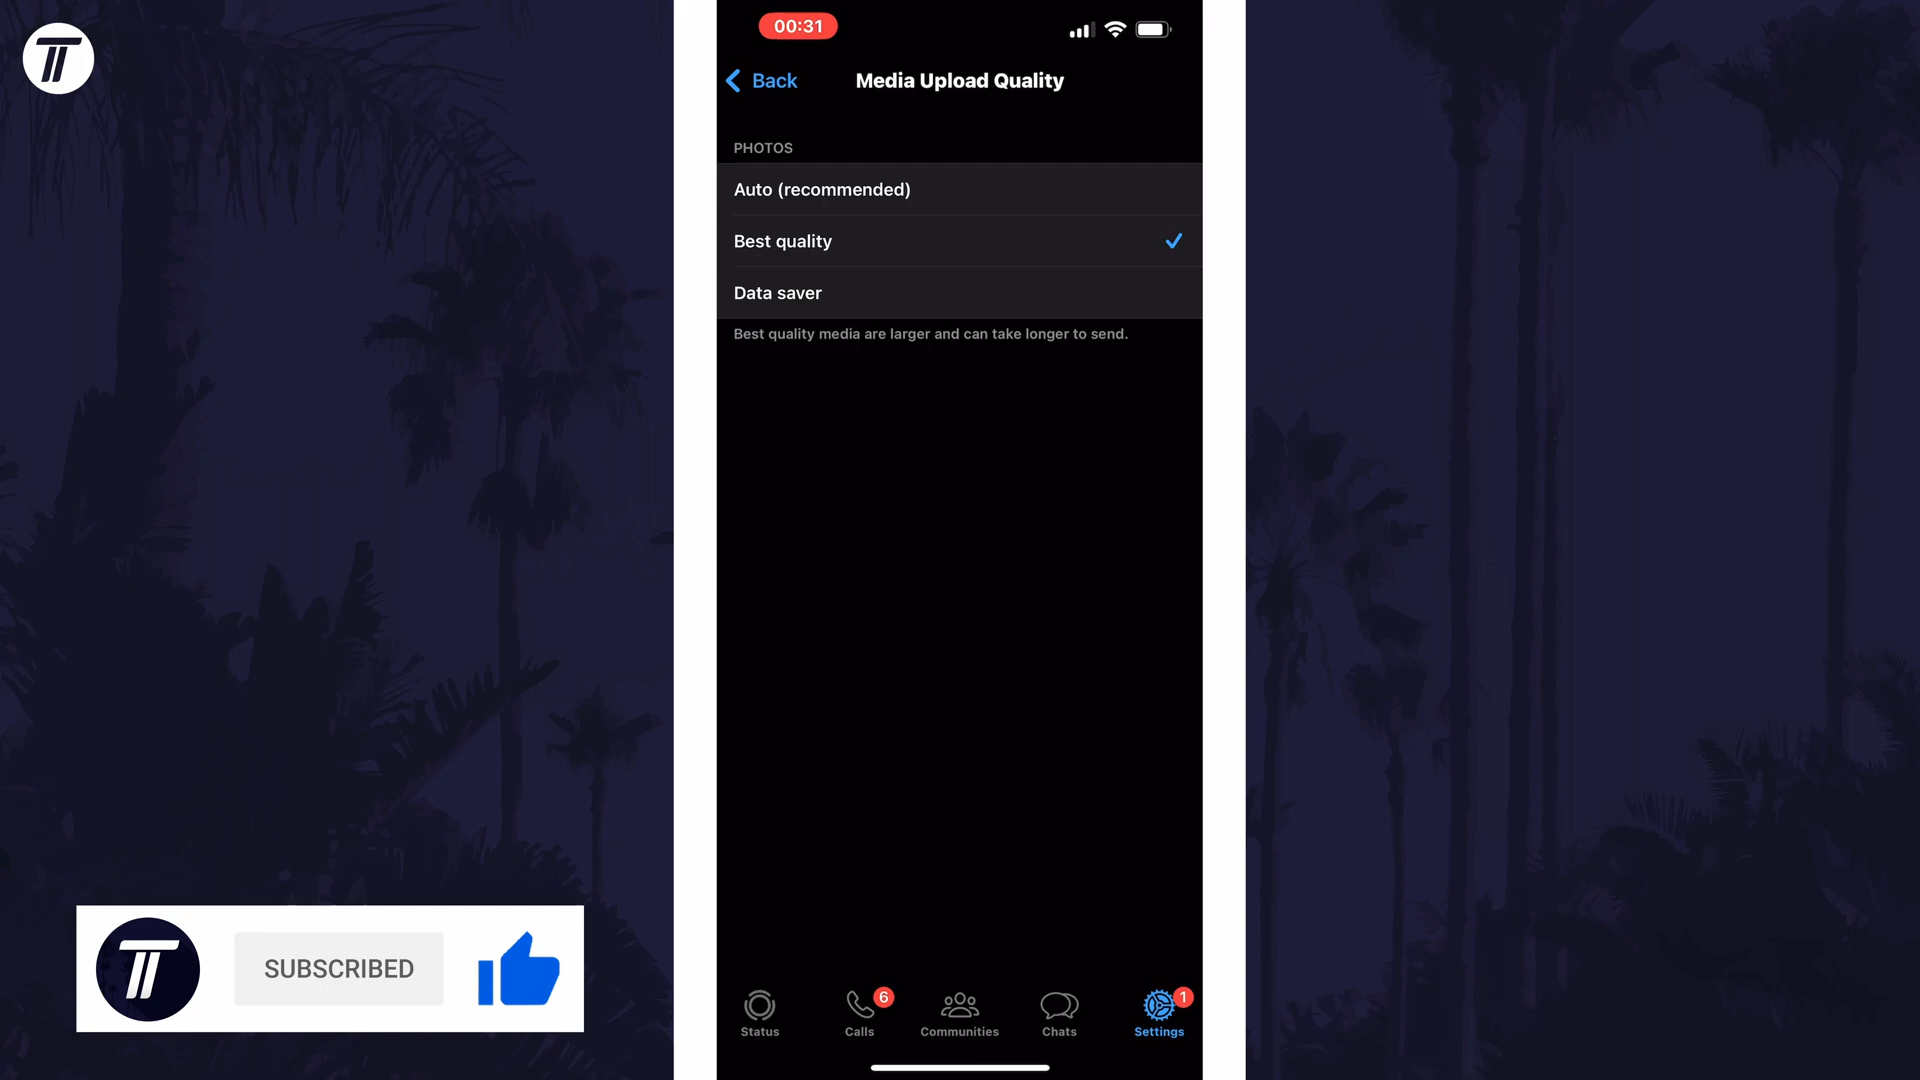 00:31
Back
Media Upload Quality
PHOTOS
Auto (recommended)
Best quality
Data saver
Best quality media are larger and can take longer to send.
SUBSCRIBED
6
1
Status
Calls
Communities
Chats
Settings